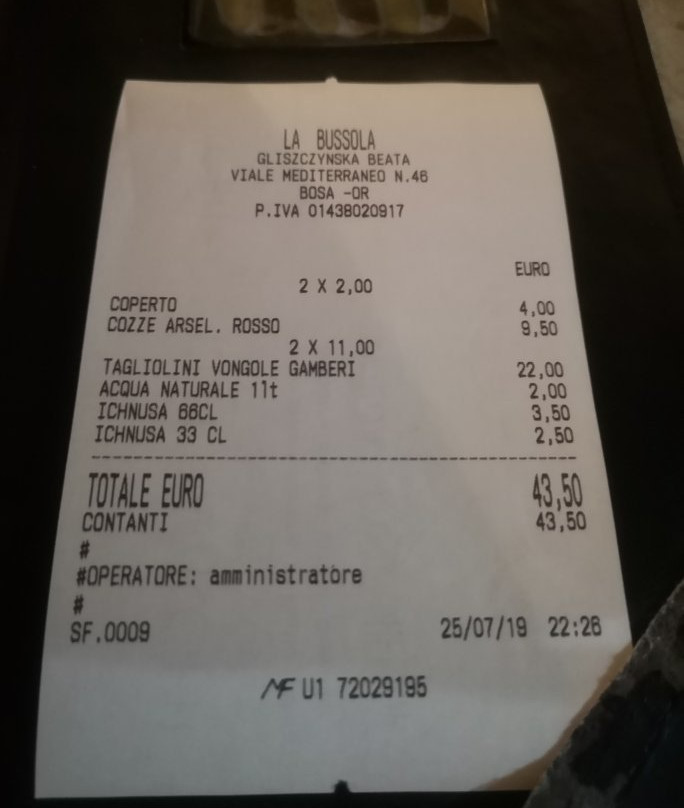 LA BUSSOLA
GLISZCZYNSKA BEATA
VIALE MEDITERRANEO N.46
BOSA -OR
P.IVA 01438020917
EURO
2 X 2,00
COPERTO 4,00
COZZE ARSEL. ROSSO 9,50
2 X 11,00
TAGLIOLINI VONGOLE GAMBERI 22,00
ACQUA NATURALE 1lt 2,00
ICHNUSA 66CL 3,50
ICHNUSA 33 CL 2,50
TOTALE EURO 43,50
CONTANTI 43,50
#
#OPERATORE: amministratore
#
SF.0009 25/07/19 22:26
MF U1 72029195